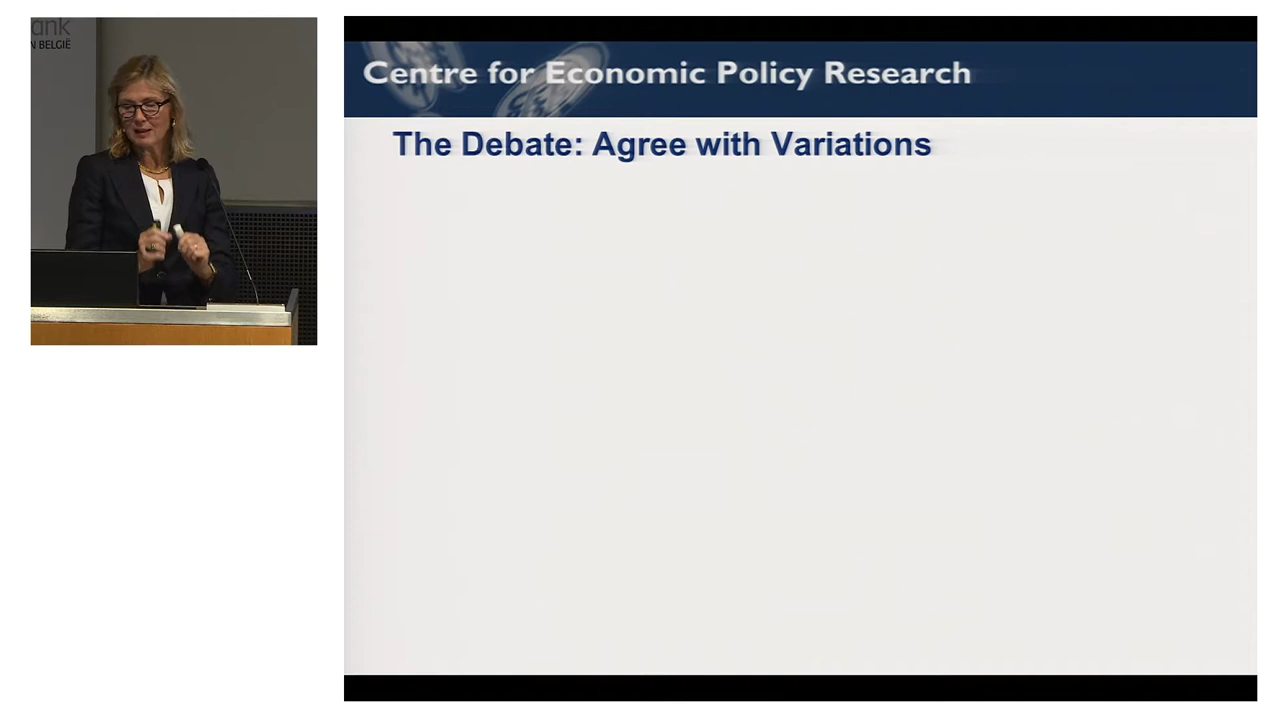 ank
N BELGIË
Centre for Economic Policy Research
The Debate: Agree with Variations